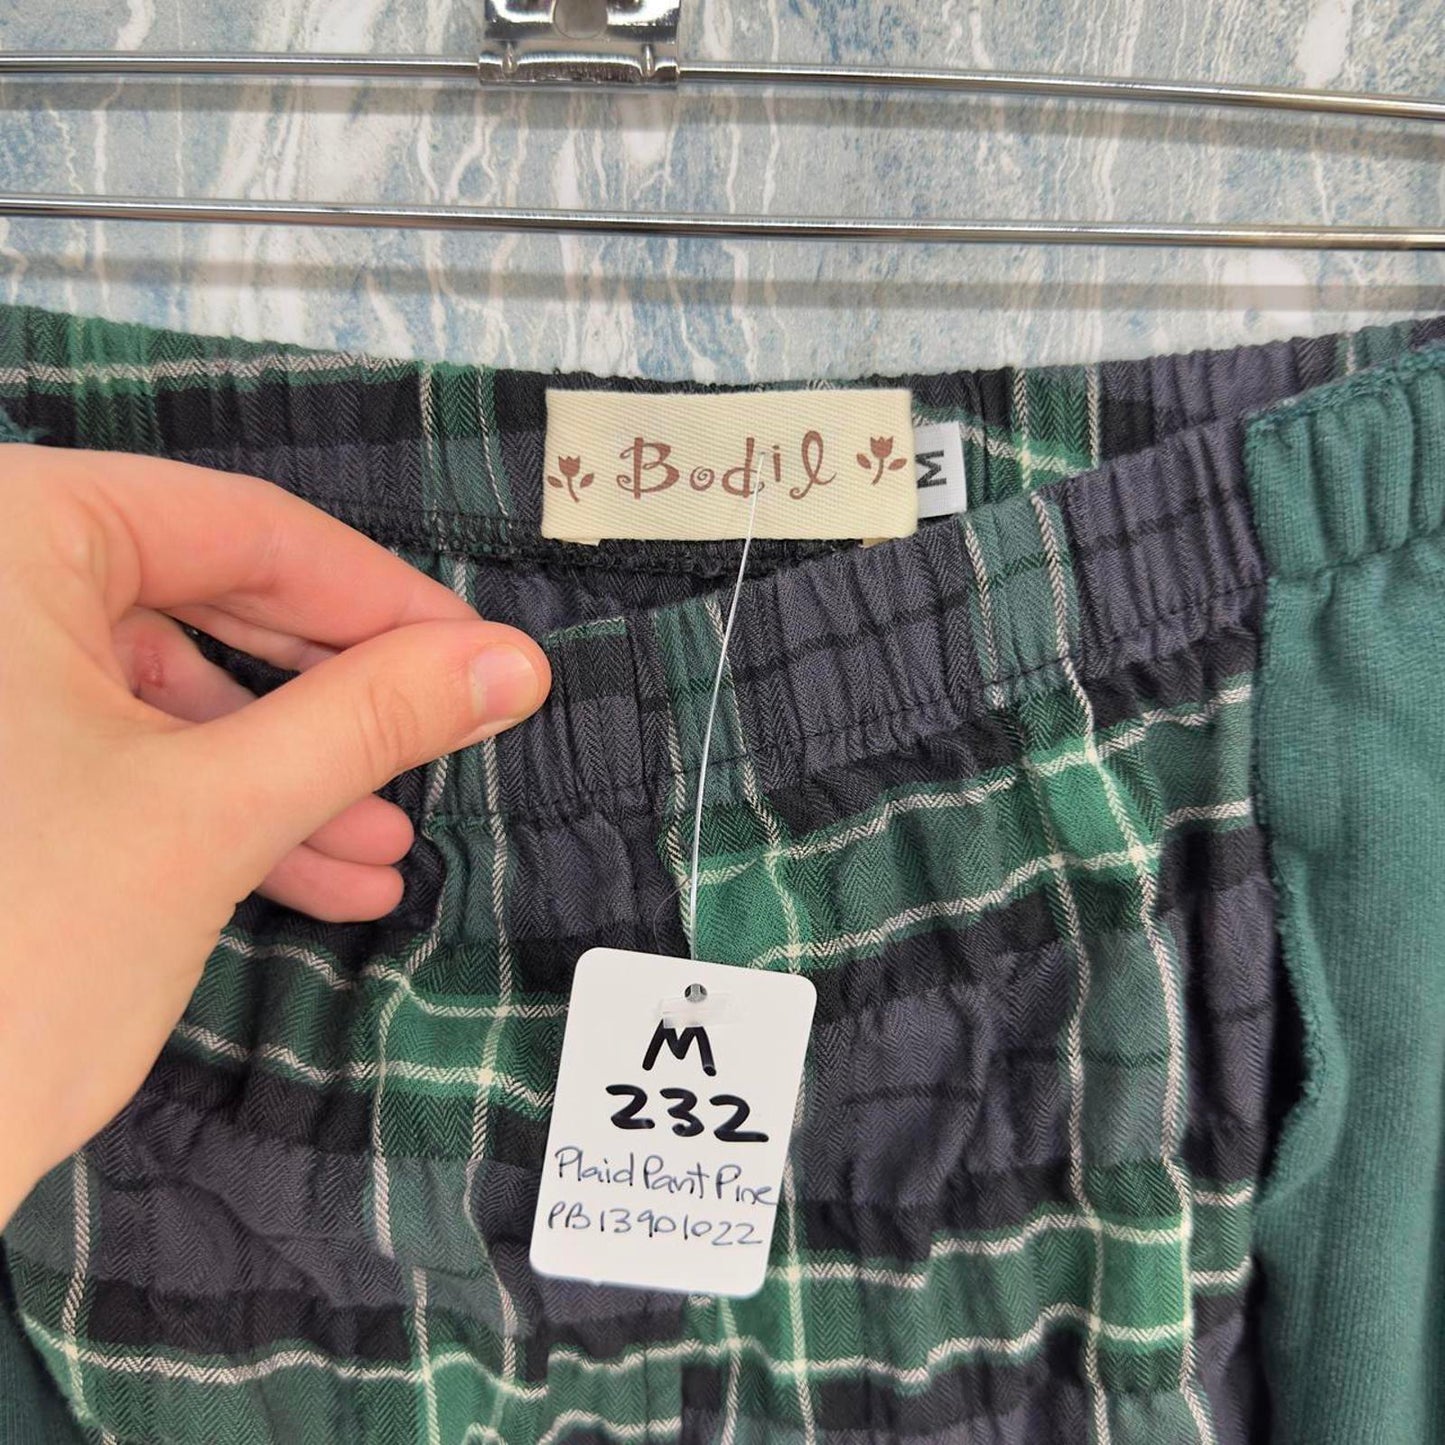 Bodil
M
M
232
Plaid Pant Pine
PB13901022